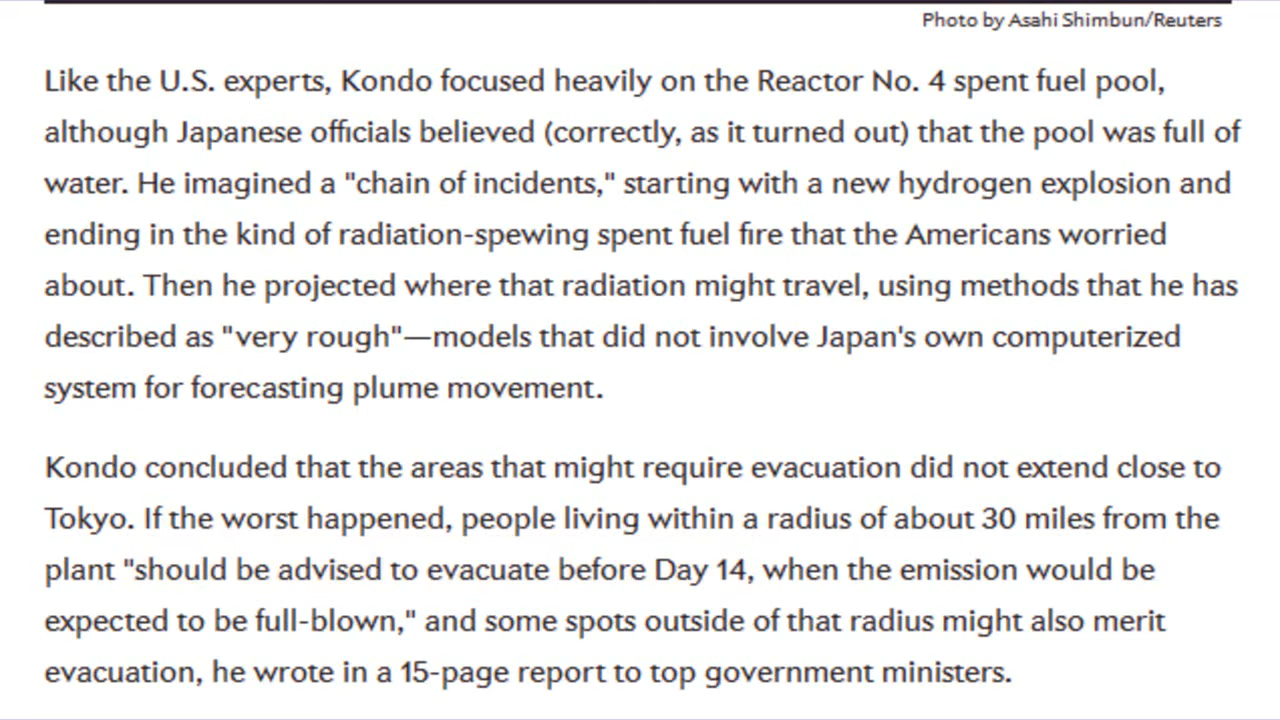 Photo by Asahi Shimbun/Reuters
Like the U.S. experts, Kondo focused heavily on the Reactor No. 4 spent fuel pool,
although Japanese officials believed (correctly, as it turned out) that the pool was full of
water. He imagined a "chain of incidents," starting with a new hydrogen explosion and
ending in the kind of radiation-spewing spent fuel fire that the Americans worried
about. Then he projected where that radiation might travel, using methods that he has
described as "very rough"—models that did not involve Japan's own computerized
system for forecasting plume movement.
Kondo concluded that the areas that might require evacuation did not extend close to
Tokyo. If the worst happened, people living within a radius of about 30 miles from the
plant "should be advised to evacuate before Day 14, when the emission would be
expected to be full-blown," and some spots outside of that radius might also merit
evacuation, he wrote in a 15-page report to top government ministers.